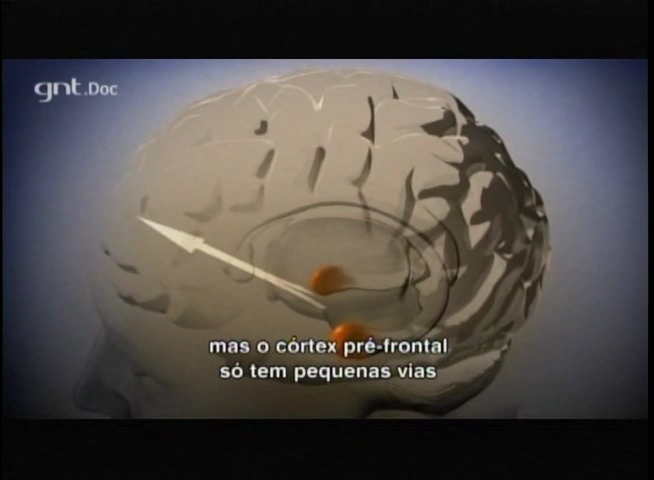 gnt.Doc
mas o córtex pré-frontal
só tem pequenas vias